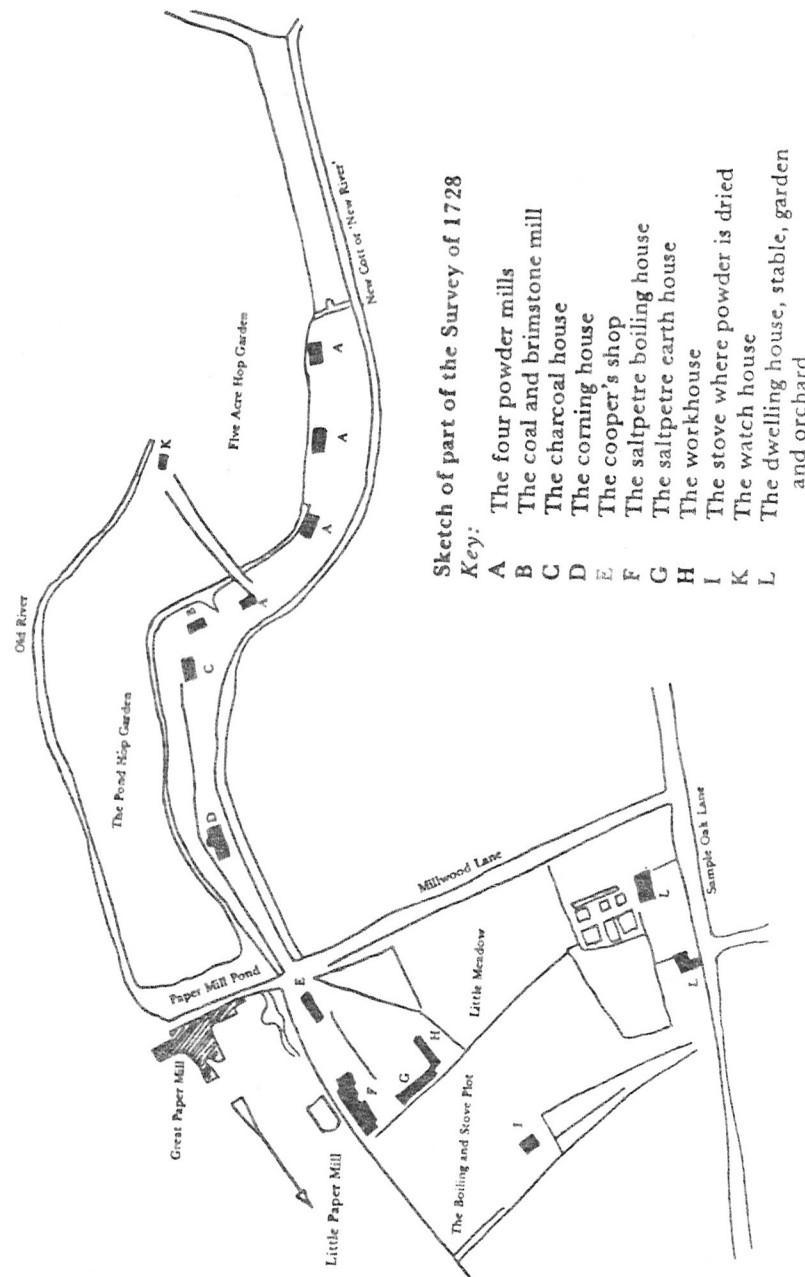 Old River
Five Acre Hop Garden
New Cott or 'New River'
K
A
A
A
A
B
C
The Pond Hop Garden
D
Paper Mill Pond
Great Paper Mill
Little Paper Mill
E
F
G
H
Millwood Lane
Little Meadow
The Boiling and Stove Plot
I
L
L
Sample Oak Lane
Sketch of part of the Survey of 1728
Key:
A The four powder mills
B The coal and brimstone mill
C The charcoal house
D The corning house
E The cooper's shop
F The saltpetre boiling house
G The saltpetre earth house
H The workhouse
I The stove where powder is dried
K The watch house
L The dwelling house, stable, garden
and orchard